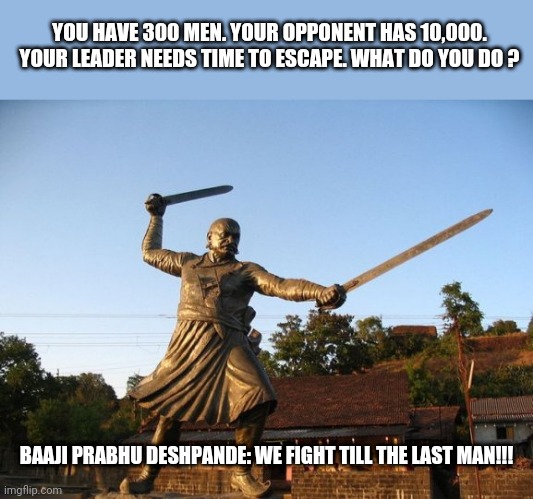 YOU HAVE 300 MEN. YOUR OPPONENT HAS 10,000.
YOUR LEADER NEEDS TIME TO ESCAPE. WHAT DO YOU DO ?
BAAJI PRABHU DESHPANDE: WE FIGHT TILL THE LAST MAN!!!
imgflip.com